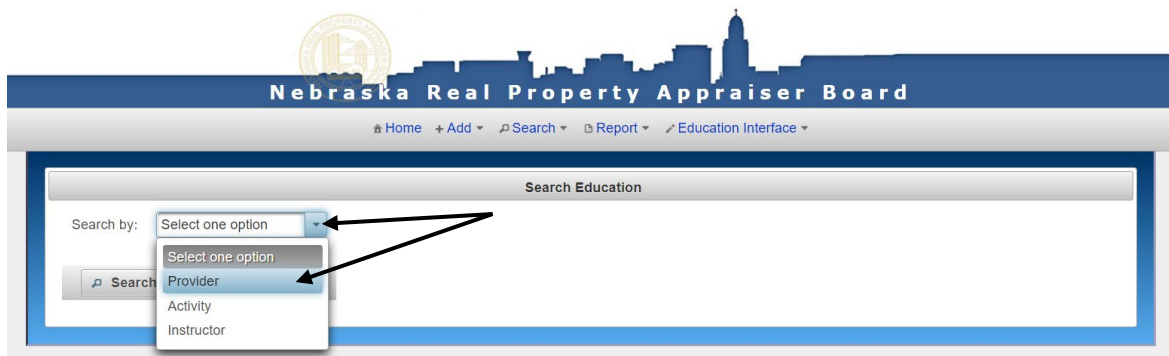 Nebraska Real Property Appraiser Board
Home + Add Search Report Education Interface
Search Education
Search by: Select one option
Select one option
Search Provider
Activity
Instructor